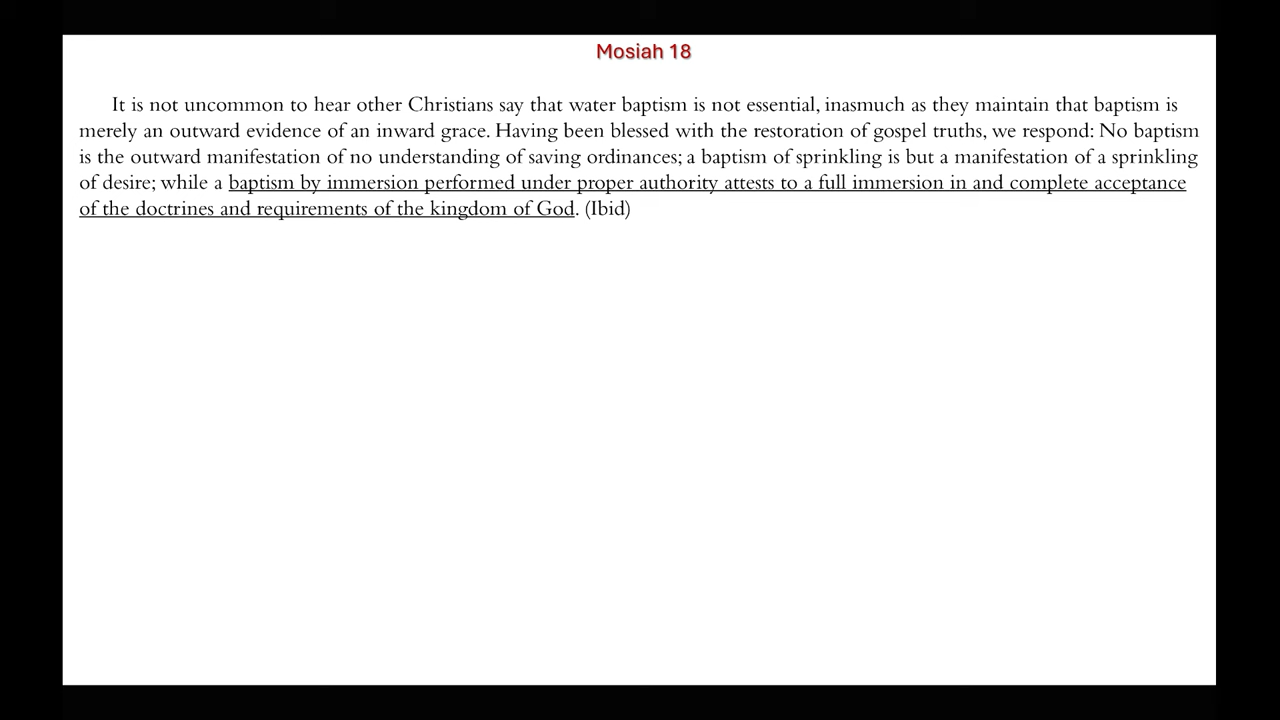 Mosiah 18
It is not uncommon to hear other Christians say that water baptism is not essential, inasmuch as they maintain that baptism is
merely an outward evidence of an inward grace. Having been blessed with the restoration of gospel truths, we respond: No baptism
is the outward manifestation of no understanding of saving ordinances; a baptism of sprinkling is but a manifestation of a sprinkling
of desire; while a baptism by immersion performed under proper authority attests to a full immersion in and complete acceptance
of the doctrines and requirements of the kingdom of God. (Ibid)